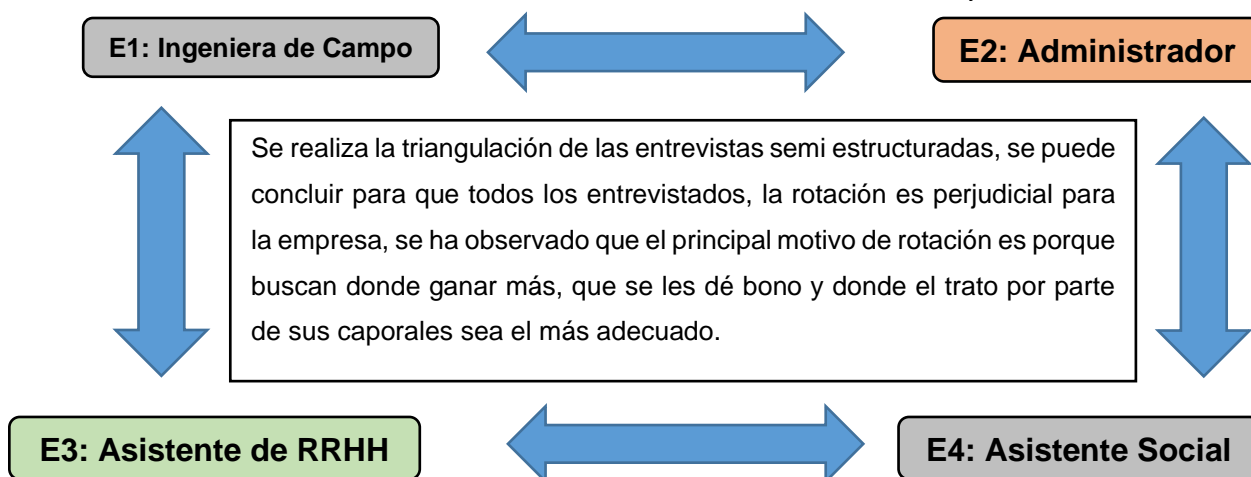 E1: Ingeniera de Campo
E2: Administrador
Se realiza la triangulación de las entrevistas semi estructuradas, se puede
concluir para que todos los entrevistados, la rotación es perjudicial para
la empresa, se ha observado que el principal motivo de rotación es porque
buscan donde ganar más, que se les dé bono y donde el trato por parte
de sus caporales sea el más adecuado.
E3: Asistente de RRHH
E4: Asistente Social